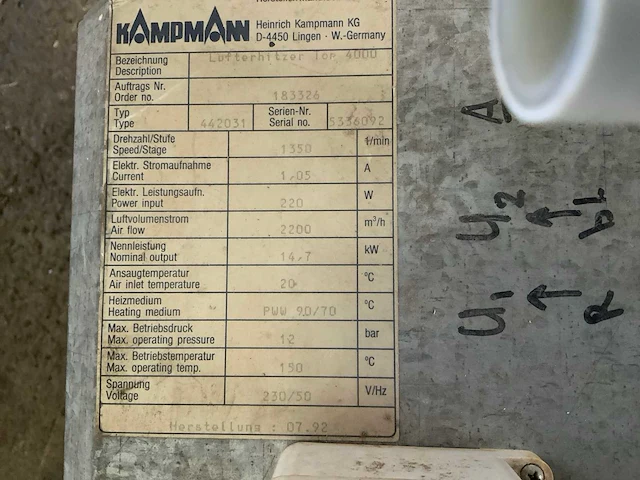 KAMPMANN
Heinrich Kampmann KG
D-4450 Lingen · W.-Germany
Bezeichnung
Description
Lufterhitzer Top 4000
Auftrags Nr.
Order no.
183326
Typ
Type
442031
Serien-Nr.
Serial no.
5336092
Drehzahl/Stufe
Speed/Stage
1350
1/min
Elektr. Stromaufnahme
Current
1,05
A
Elektr. Leistungsaufn.
Power input
220
W
Luftvolumenstrom
Air flow
2200
m³/h
Nennleistung
Nominal output
14,7
kW
Ansaugtemperatur
Air inlet temperature
20
°C
Heizmedium
Heating medium
PWW 90/70
°C
Max. Betriebsdruck
Max. operating pressure
12
bar
Max. Betriebstemperatur
Max. operating temp.
150
°C
Spannung
Voltage
230/50
V/Hz
Herstellung : 07.92
A
U2 ← bl
U1 ← R